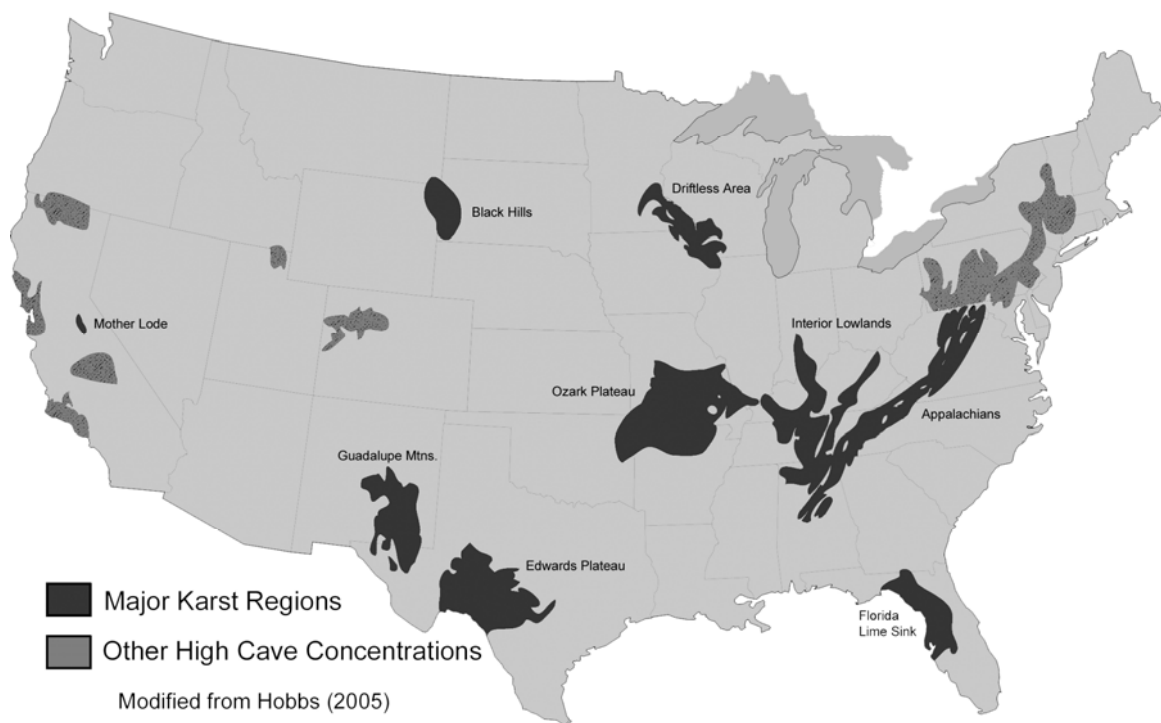 Driftless Area
Black Hills
Mother Lode
Interior Lowlands
Ozark Plateau
Appalachians
Guadalupe Mtns.
Edwards Plateau
Florida
Lime Sink
Major Karst Regions
Other High Cave Concentrations
Modified from Hobbs (2005)